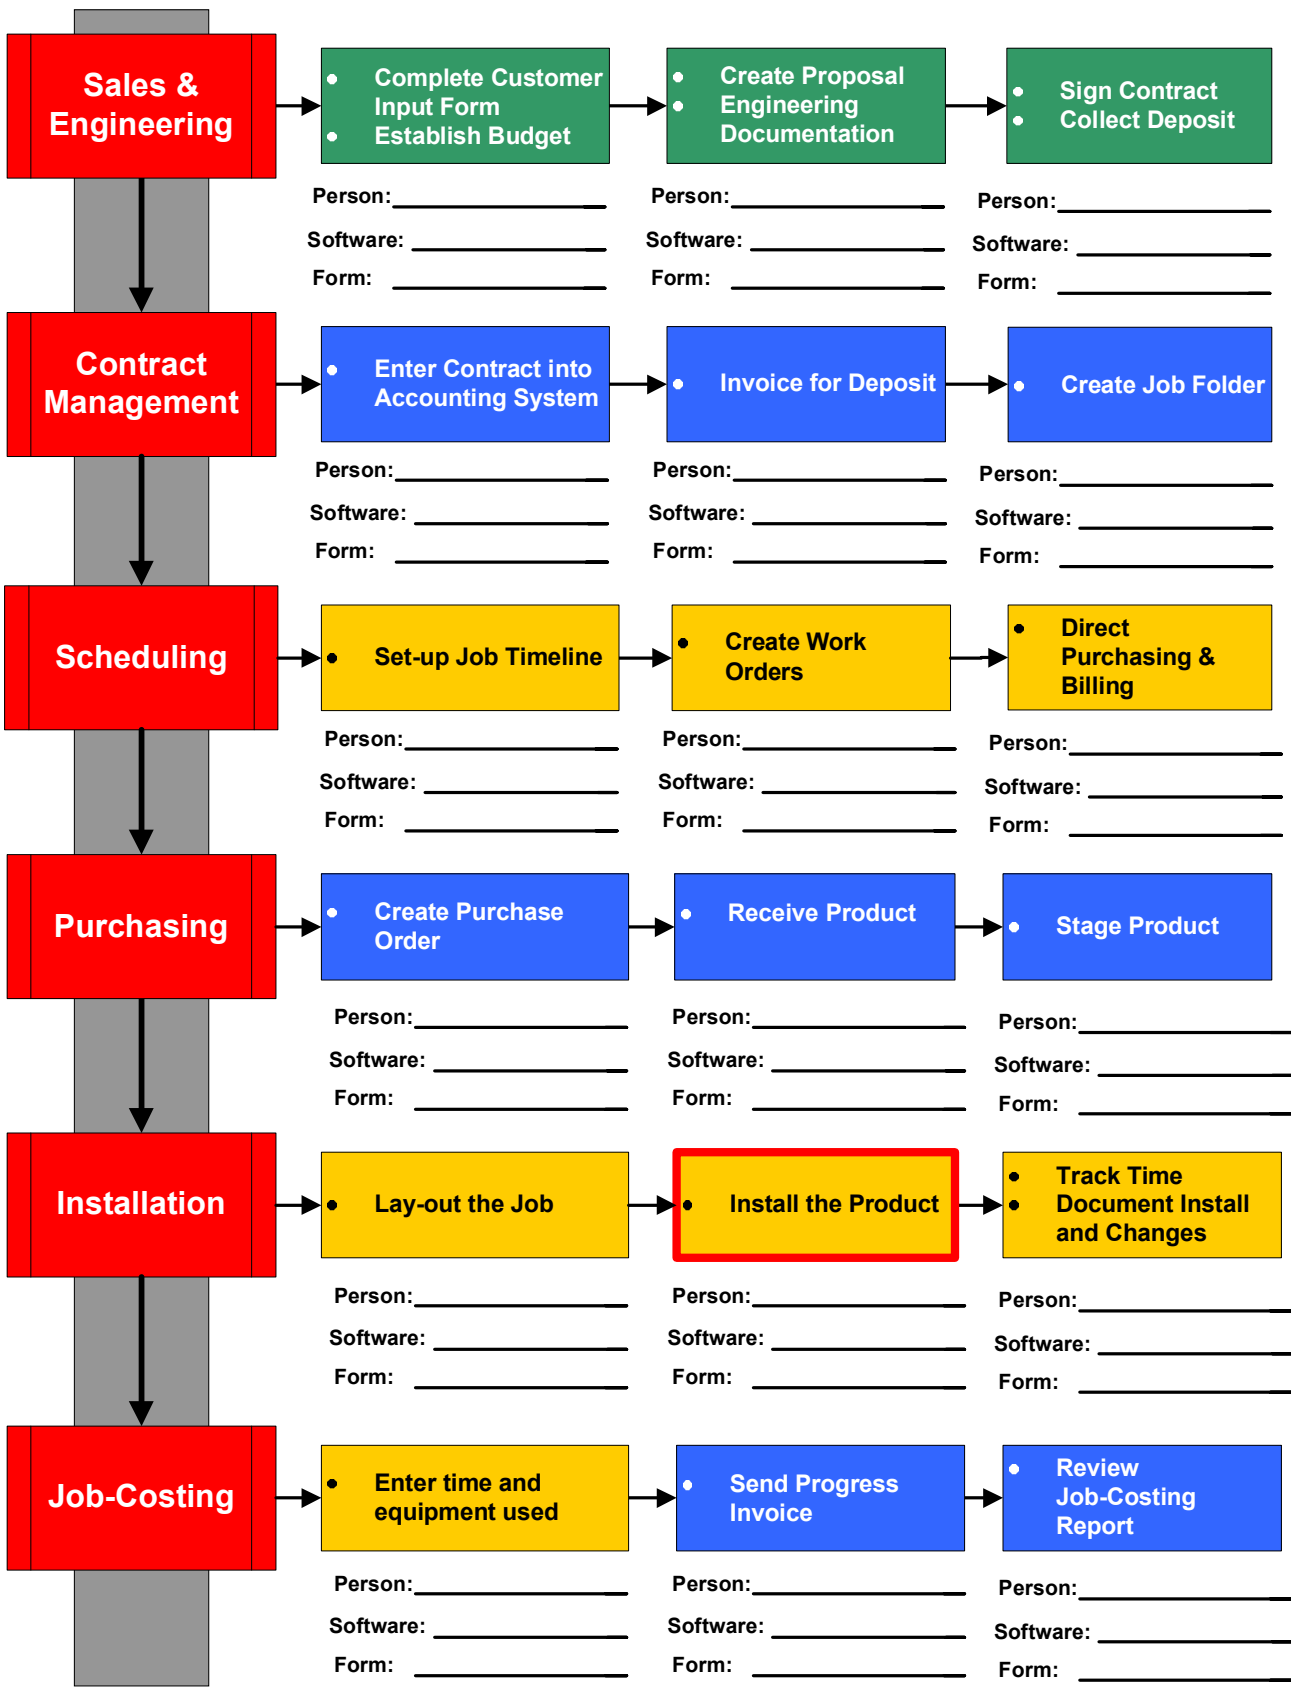 Sales &
Engineering
• Complete Customer
Input Form
• Establish Budget
• Create Proposal
• Engineering
Documentation
• Sign Contract
• Collect Deposit
Person:
Software:
Form:
Person:
Software:
Form:
Person:
Software:
Form:
Contract
Management
• Enter Contract into
Accounting System
• Invoice for Deposit
• Create Job Folder
Person:
Software:
Form:
Person:
Software:
Form:
Person:
Software:
Form:
Scheduling
• Set-up Job Timeline
• Create Work
Orders
• Direct
Purchasing &
Billing
Person:
Software:
Form:
Person:
Software:
Form:
Person:
Software:
Form:
Purchasing
• Create Purchase
Order
• Receive Product
• Stage Product
Person:
Software:
Form:
Person:
Software:
Form:
Person:
Software:
Form:
Installation
• Lay-out the Job
• Install the Product
• Track Time
• Document Install
and Changes
Person:
Software:
Form:
Person:
Software:
Form:
Person:
Software:
Form:
Job-Costing
• Enter time and
equipment used
• Send Progress
Invoice
• Review
Job-Costing
Report
Person:
Software:
Form:
Person:
Software:
Form:
Person:
Software:
Form: